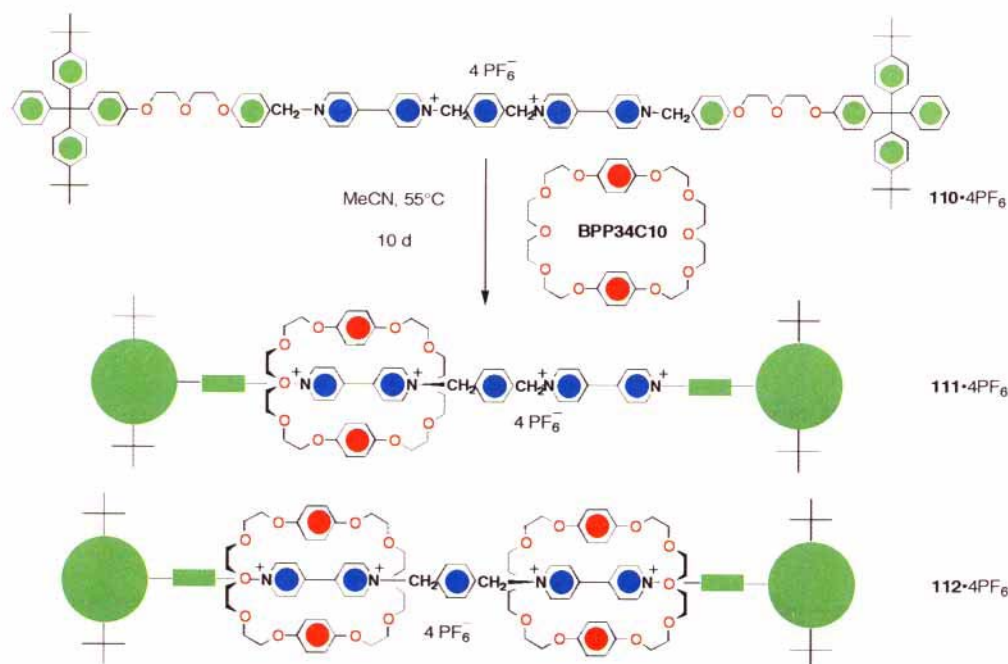 4 PF6−
O O O CH2 N N+ CH2 CH2 N+ N CH2 O O O
110•4PF6
MeCN, 55°C
10 d
O O O O
O O
BPP34C10
O O
O O O O
O O
O O
+ N N+ CH2 CH2 N+ N+
4 PF6−
111•4PF6
O O
O O
O O O O
O O O O
+ N N+ CH2 CH2 N+ N+
4 PF6−
112•4PF6
O O O O
O O O O